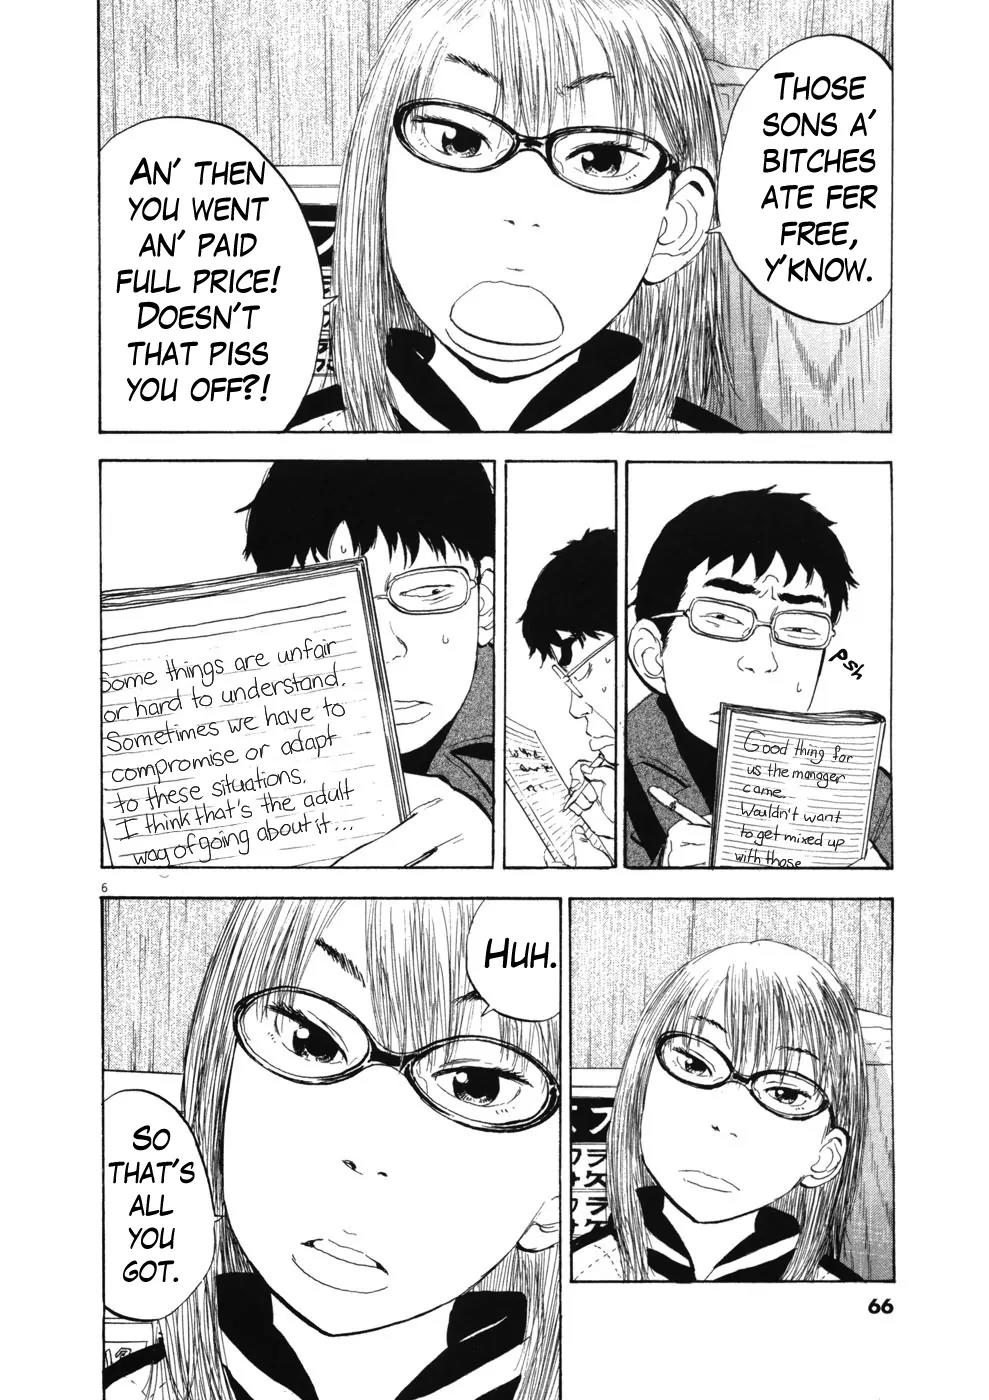 THOSE
SONS A'
BITCHES
ATE FER
FREE,
Y'KNOW.
AN' THEN
YOU WENT
AN' PAID
FULL PRICE!
DOESN'T
THAT PISS
YOU OFF?!
PSH
Good thing for
us the manager
came.
Wouldn't want
to get mixed up
with those
Some things are unfair
or hard to understand.
Sometimes we have to
compromise or adapt
to these situations.
I think that's the adult
way of going about it...
6
HUH.
SO
THAT'S
ALL
YOU
GOT.
66